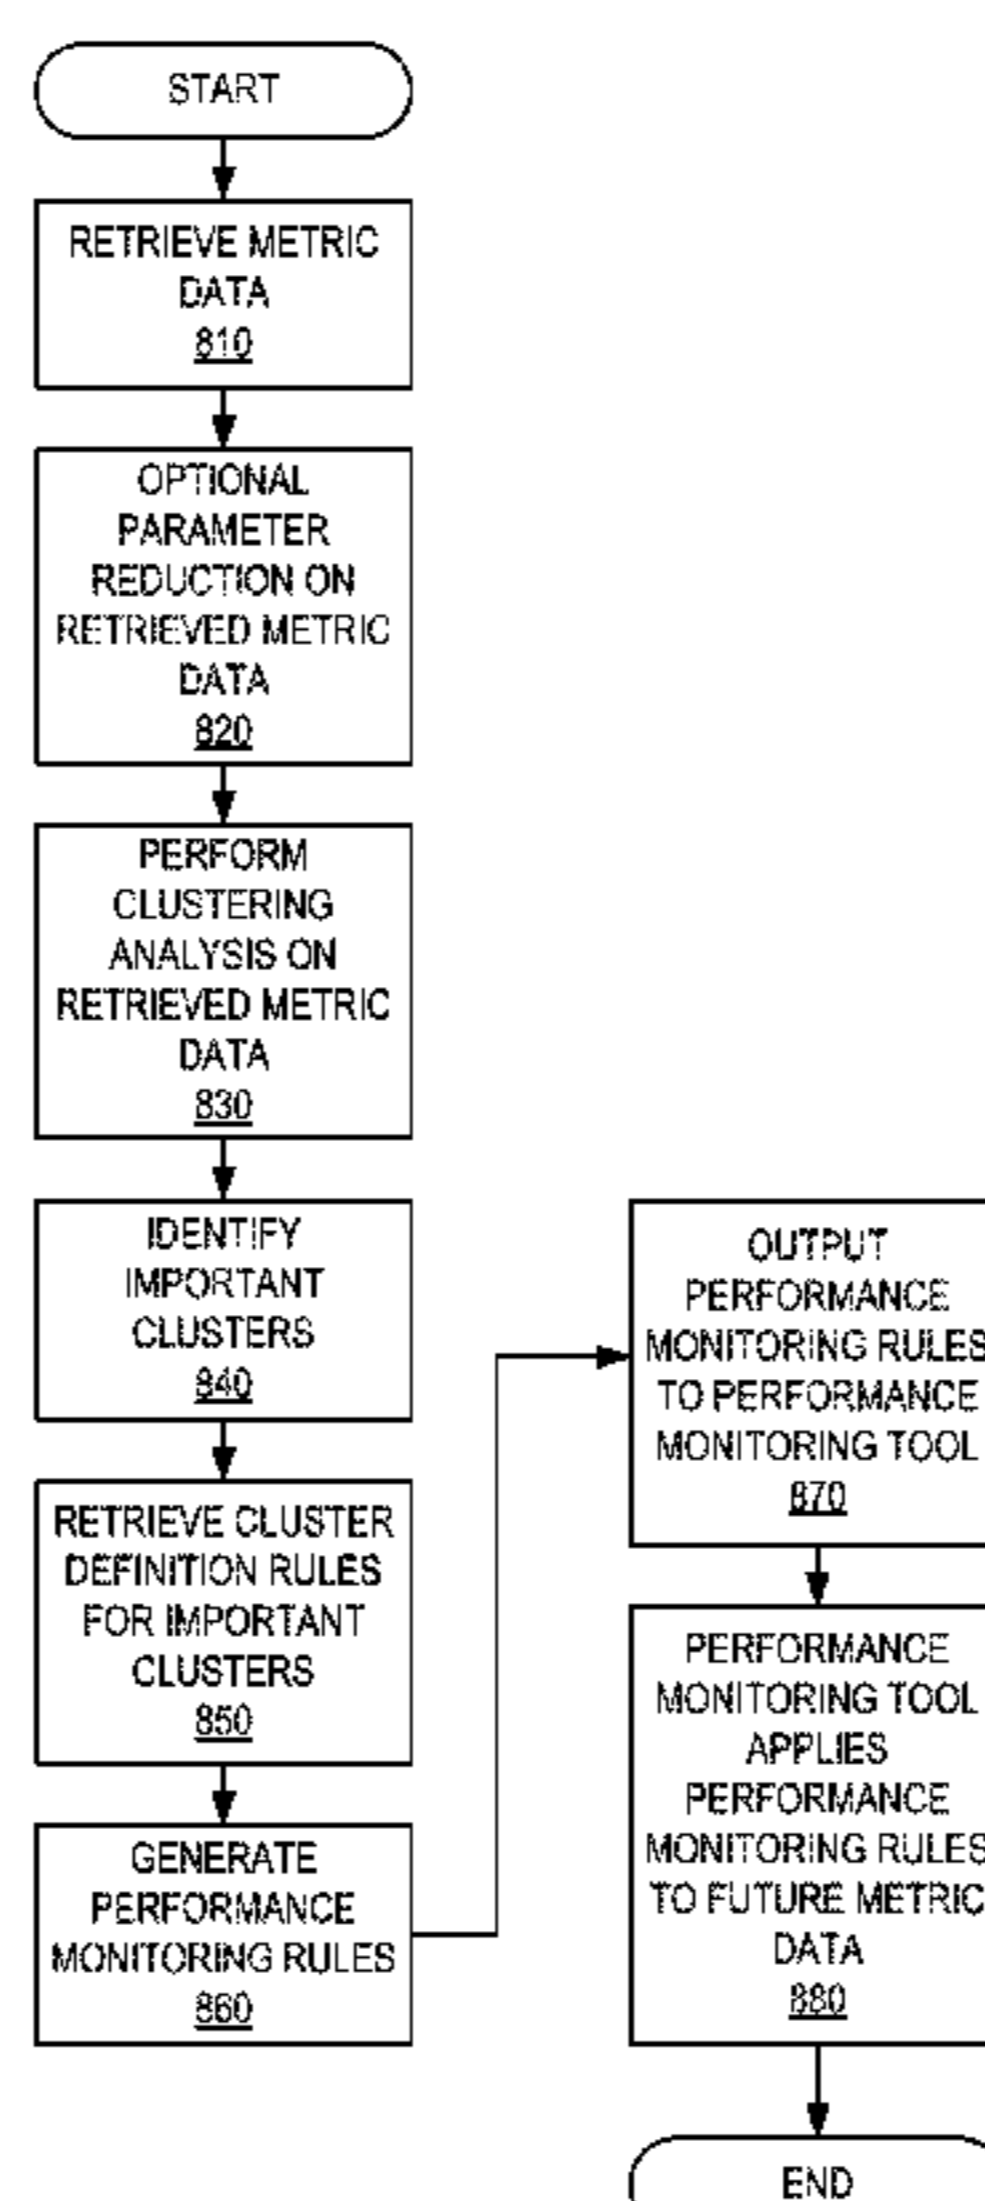 START
RETRIEVE METRIC
DATA
810
OPTIONAL
PARAMETER
REDUCTION ON
RETRIEVED METRIC
DATA
820
PERFORM
CLUSTERING
ANALYSIS ON
RETRIEVED METRIC
DATA
830
IDENTIFY
IMPORTANT
CLUSTERS
840
RETRIEVE CLUSTER
DEFINITION RULES
FOR IMPORTANT
CLUSTERS
850
GENERATE
PERFORMANCE
MONITORING RULES
860
OUTPUT
PERFORMANCE
MONITORING RULES
TO PERFORMANCE
MONITORING TOOL
870
PERFORMANCE
MONITORING TOOL
APPLIES
PERFORMANCE
MONITORING RULES
TO FUTURE METRIC
DATA
880
END